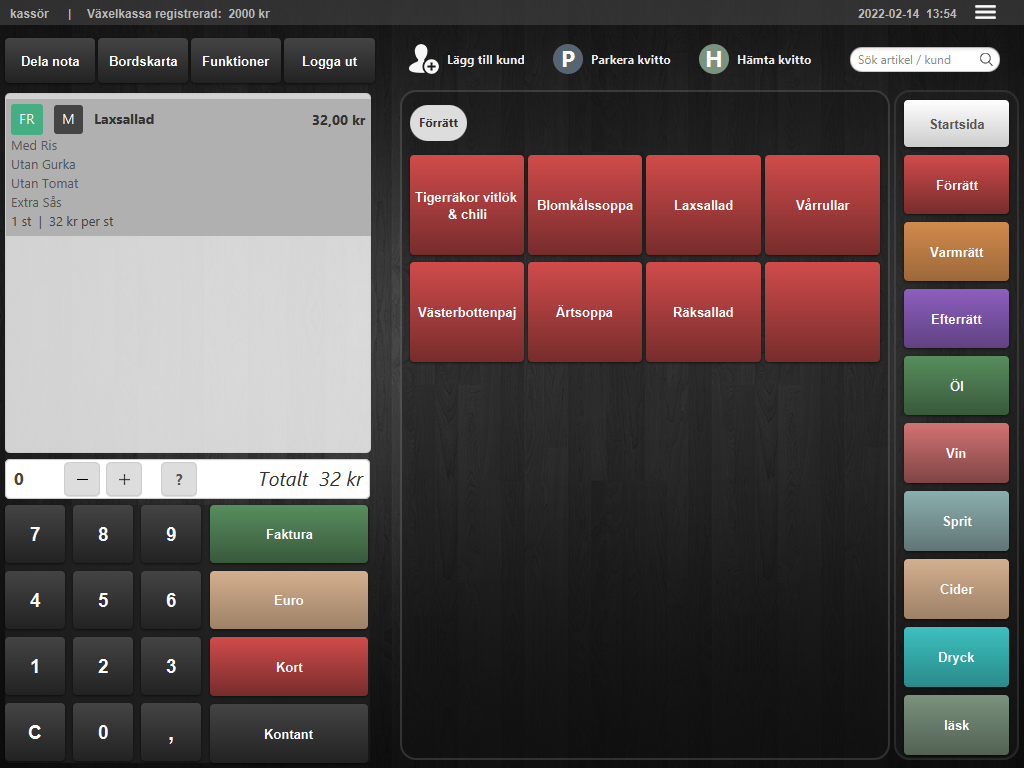 kassör | Växelkassa registrerad: 2000 kr
2022-02-14 13:54
Dela nota
Bordskarta
Funktioner
Logga ut
Lägg till kund
P Parkera kvitto
H Hämta kvitto
Sök artikel / kund
FR M Laxsallad 32,00 kr
Med Ris
Utan Gurka
Utan Tomat
Extra Sås
1 st | 32 kr per st
0 − + ? Totalt 32 kr
7 8 9 Faktura
4 5 6 Euro
1 2 3 Kort
C 0 , Kontant
Förrätt
Tigerräkor vitlök
& chili
Blomkålssoppa
Laxsallad
Vårrullar
Västerbottenpaj
Ärtsoppa
Räksallad
Startsida
Förrätt
Varmrätt
Efterrätt
Öl
Vin
Sprit
Cider
Dryck
läsk